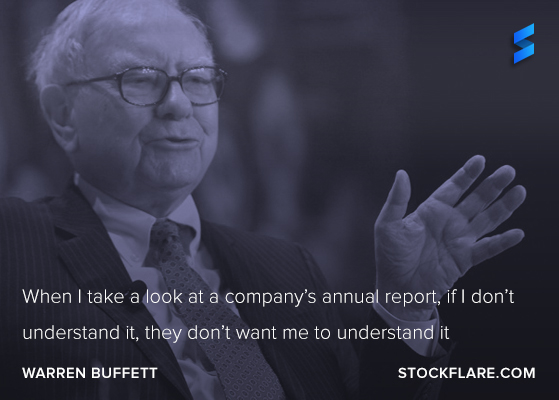 When I take a look at a company's annual report, if I don't
understand it, they don't want me to understand it
WARREN BUFFETT
STOCKFLARE.COM